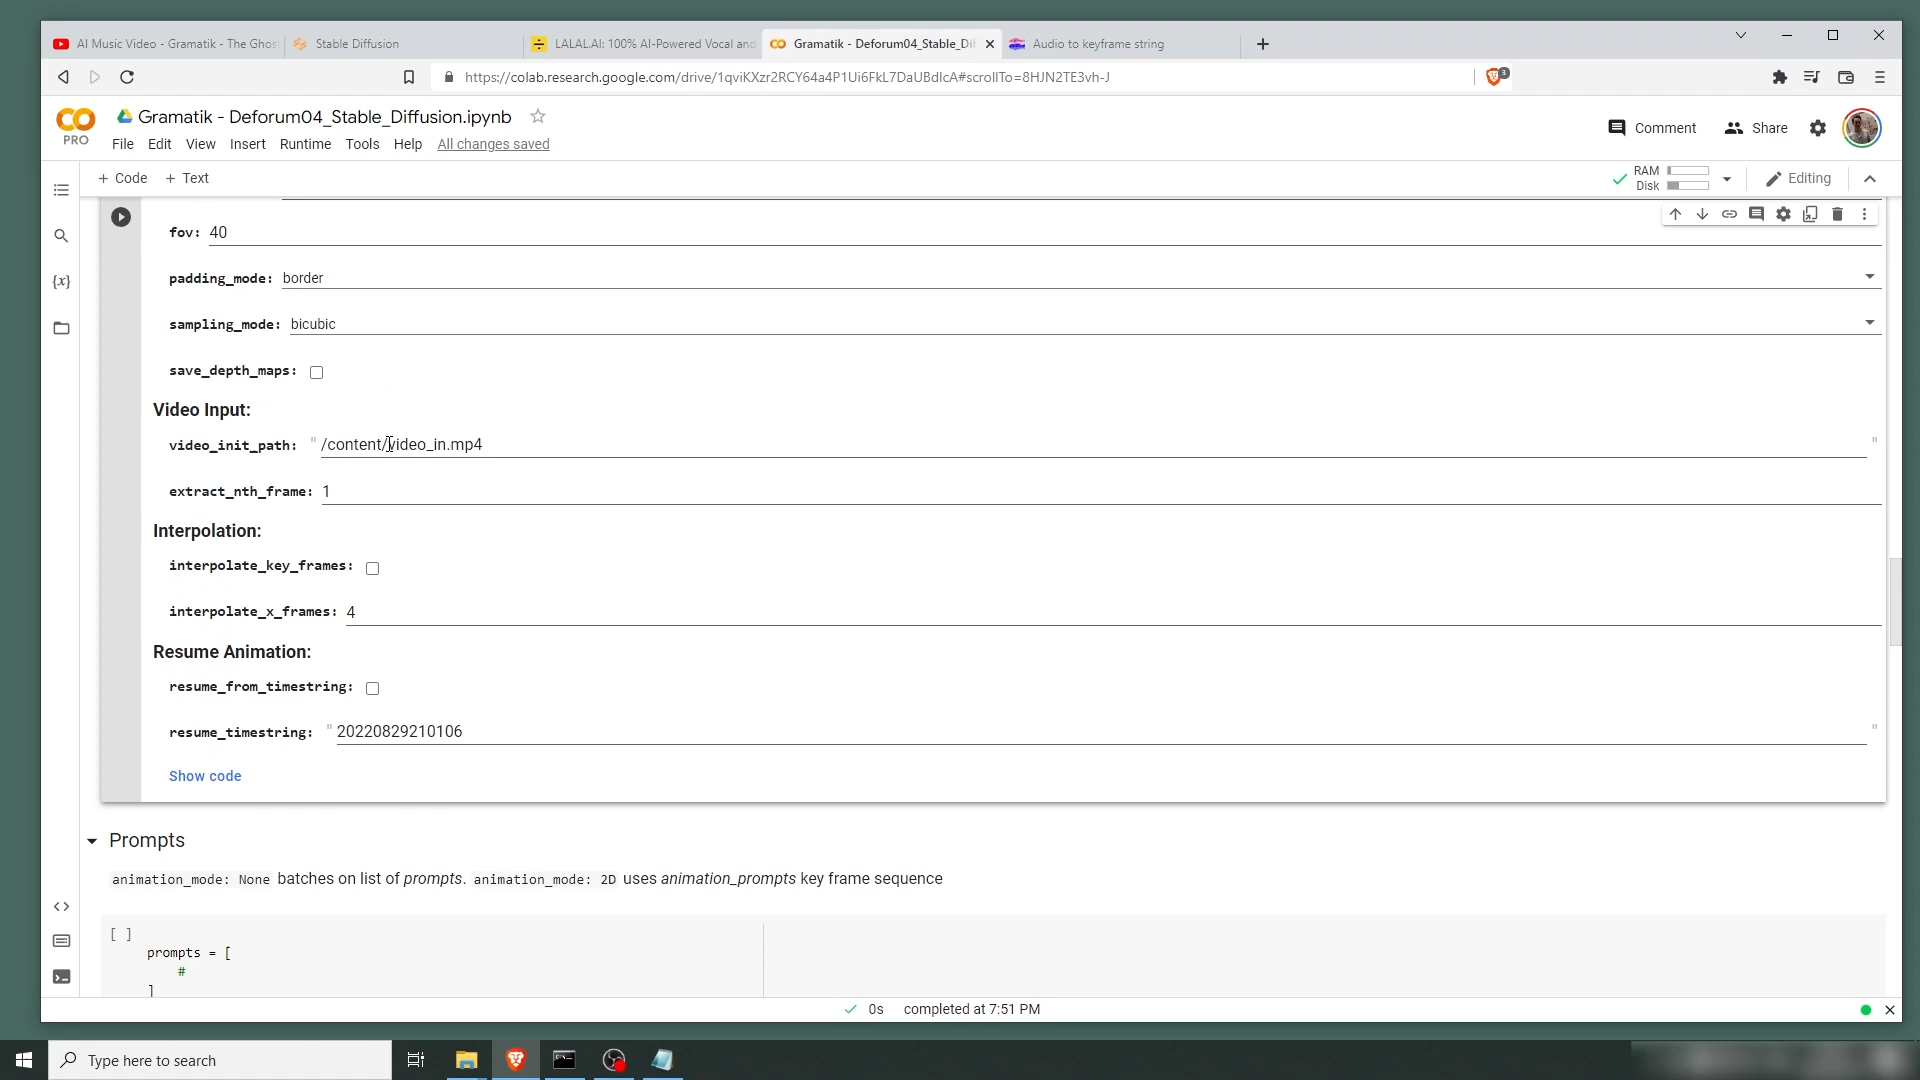 AI Music Video - Gramatik - The Ghos
Stable Diffusion
LALAL.AI: 100% AI-Powered Vocal and
Gramatik - Deforum04_Stable_Dif
Audio to keyframe string
https://colab.research.google.com/drive/1qviKXzr2RCY64a4P1Ui6FkL7DaUBdIcA#scrollTo=8HJN2TE3vh-J
3
Gramatik - Deforum04_Stable_Diffusion.ipynb
PRO
Comment
Share
File Edit View Insert Runtime Tools Help All changes saved
+ Code + Text
RAM
Disk
Editing
fov: 40
padding_mode: border
sampling_mode: bicubic
save_depth_maps:
Video Input:
video_init_path: "/content/video_in.mp4"
extract_nth_frame: 1
Interpolation:
interpolate_key_frames:
interpolate_x_frames: 4
Resume Animation:
resume_from_timestring:
resume_timestring: "20220829210106"
Show code
Prompts
animation_mode: None batches on list of prompts. animation_mode: 2D uses animation_prompts key frame sequence
[ ]
prompts = [
#
]
0s completed at 7:51 PM
Type here to search